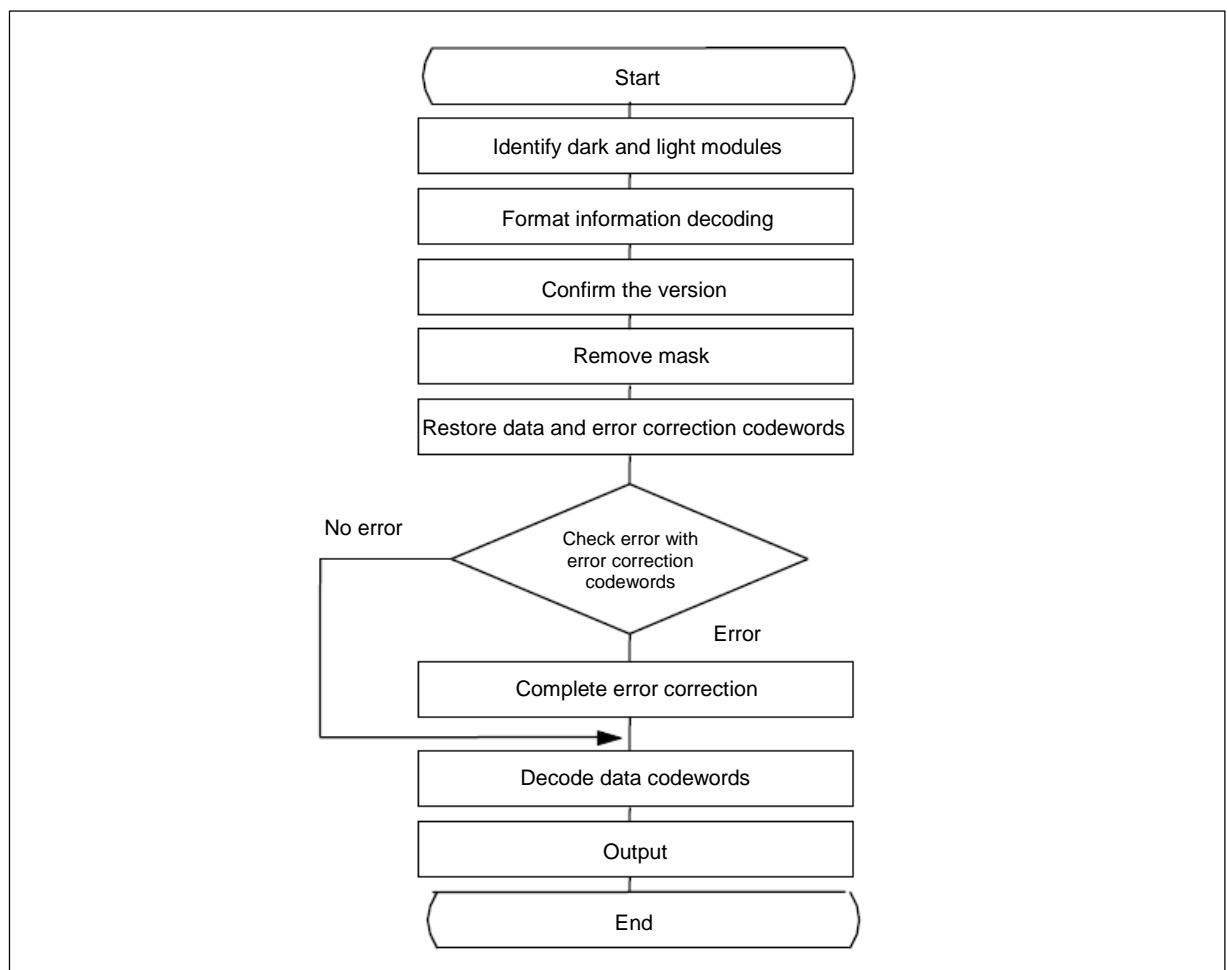 Start
Identify dark and light modules
Format information decoding
Confirm the version
Remove mask
Restore data and error correction codewords
No error
Check error with
error correction
codewords
Error
Complete error correction
Decode data codewords
Output
End